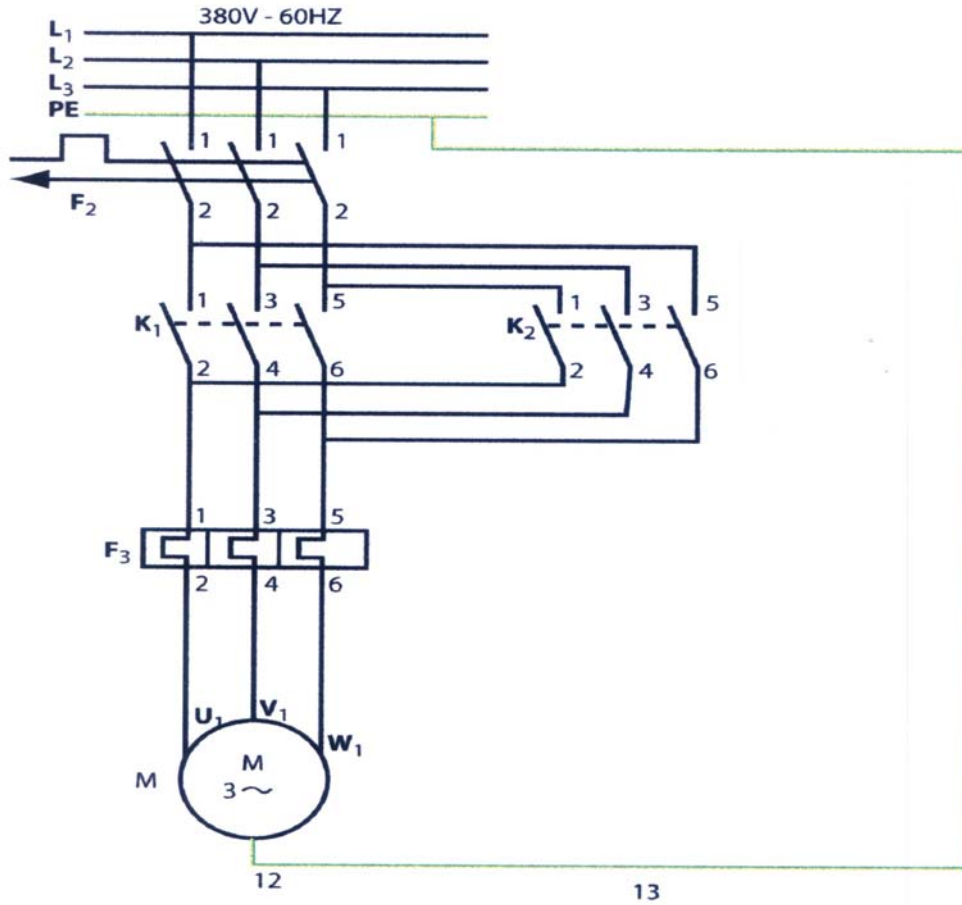 380V - 60HZ
L1
L2
L3
PE
1 1 1
F2
2 2 2
1 3 5 1 3 5
K1 K2
2 4 6 2 4 6
1 3 5
F3
2 4 6
U1 V1 W1
M M
3~
12 13